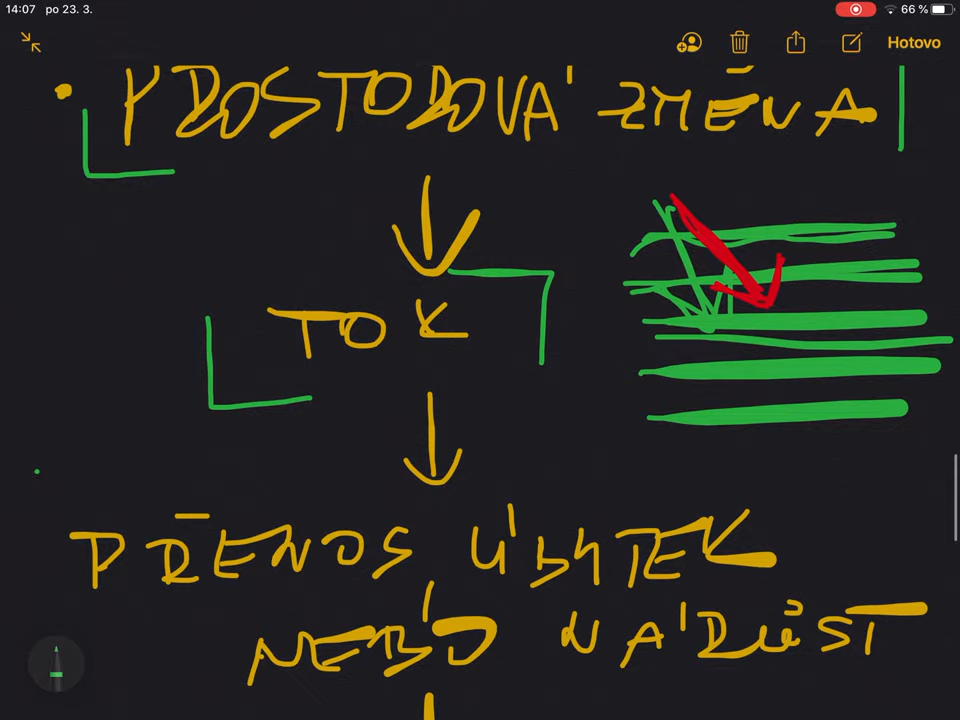 14:07 po 23. 3. 66 %
Hotovo
• PROSTOROVÁ ZMĚNA
TOK
PŘENOS ÚBYTEK
NEBO NÁRŮST